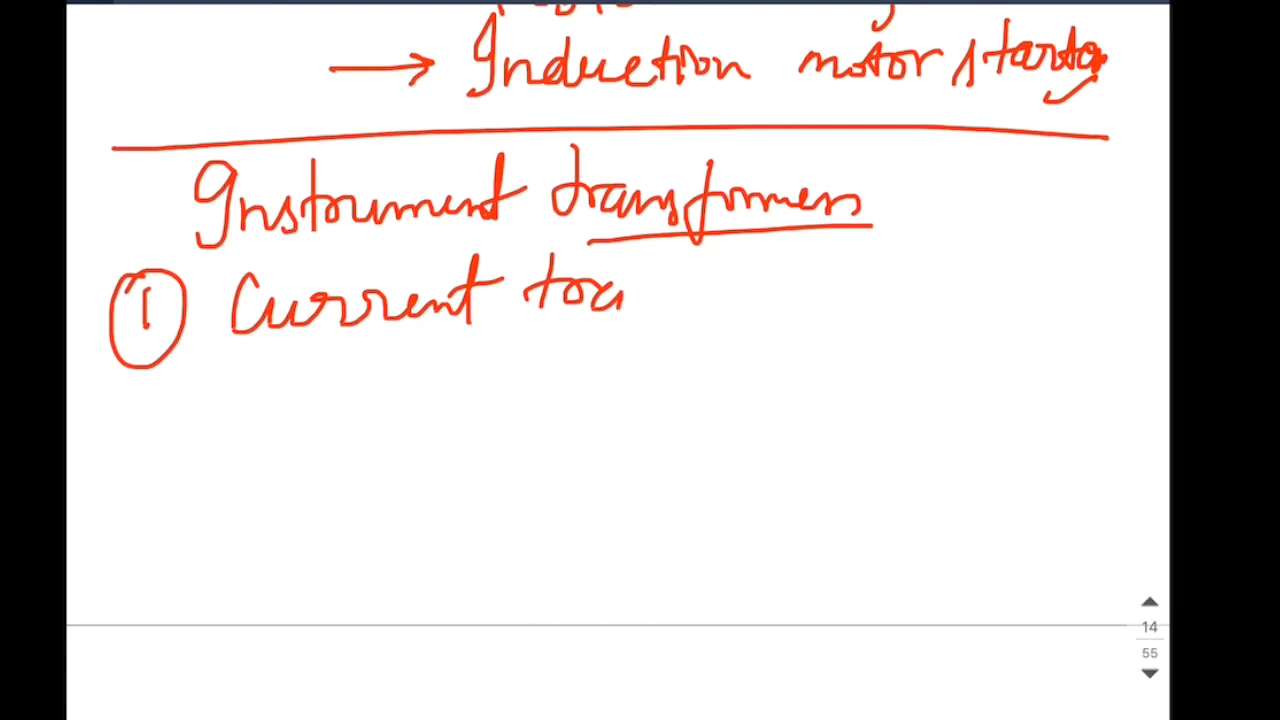 → Induction motor starter
Instrument transformers
① Current tra
14
55